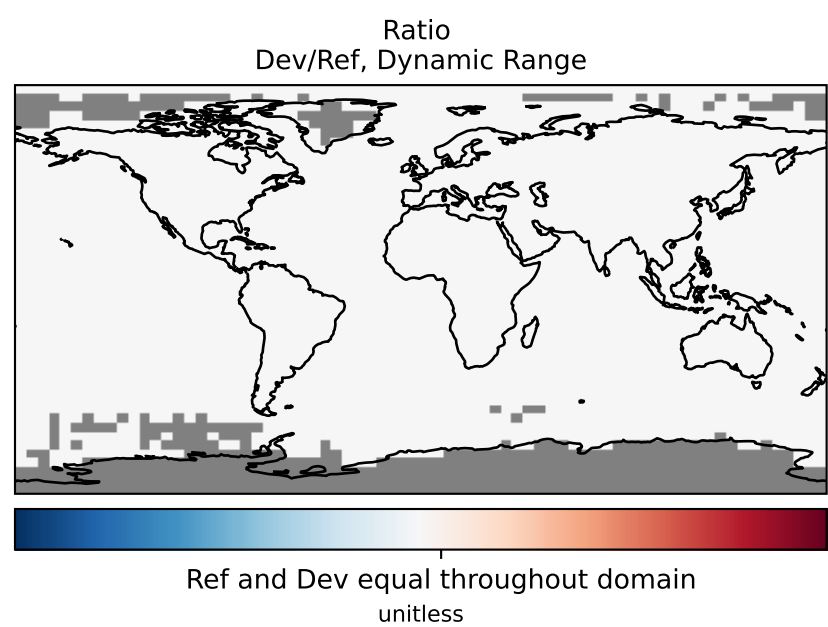 Ratio
Dev/Ref, Dynamic Range
Ref and Dev equal throughout domain
unitless